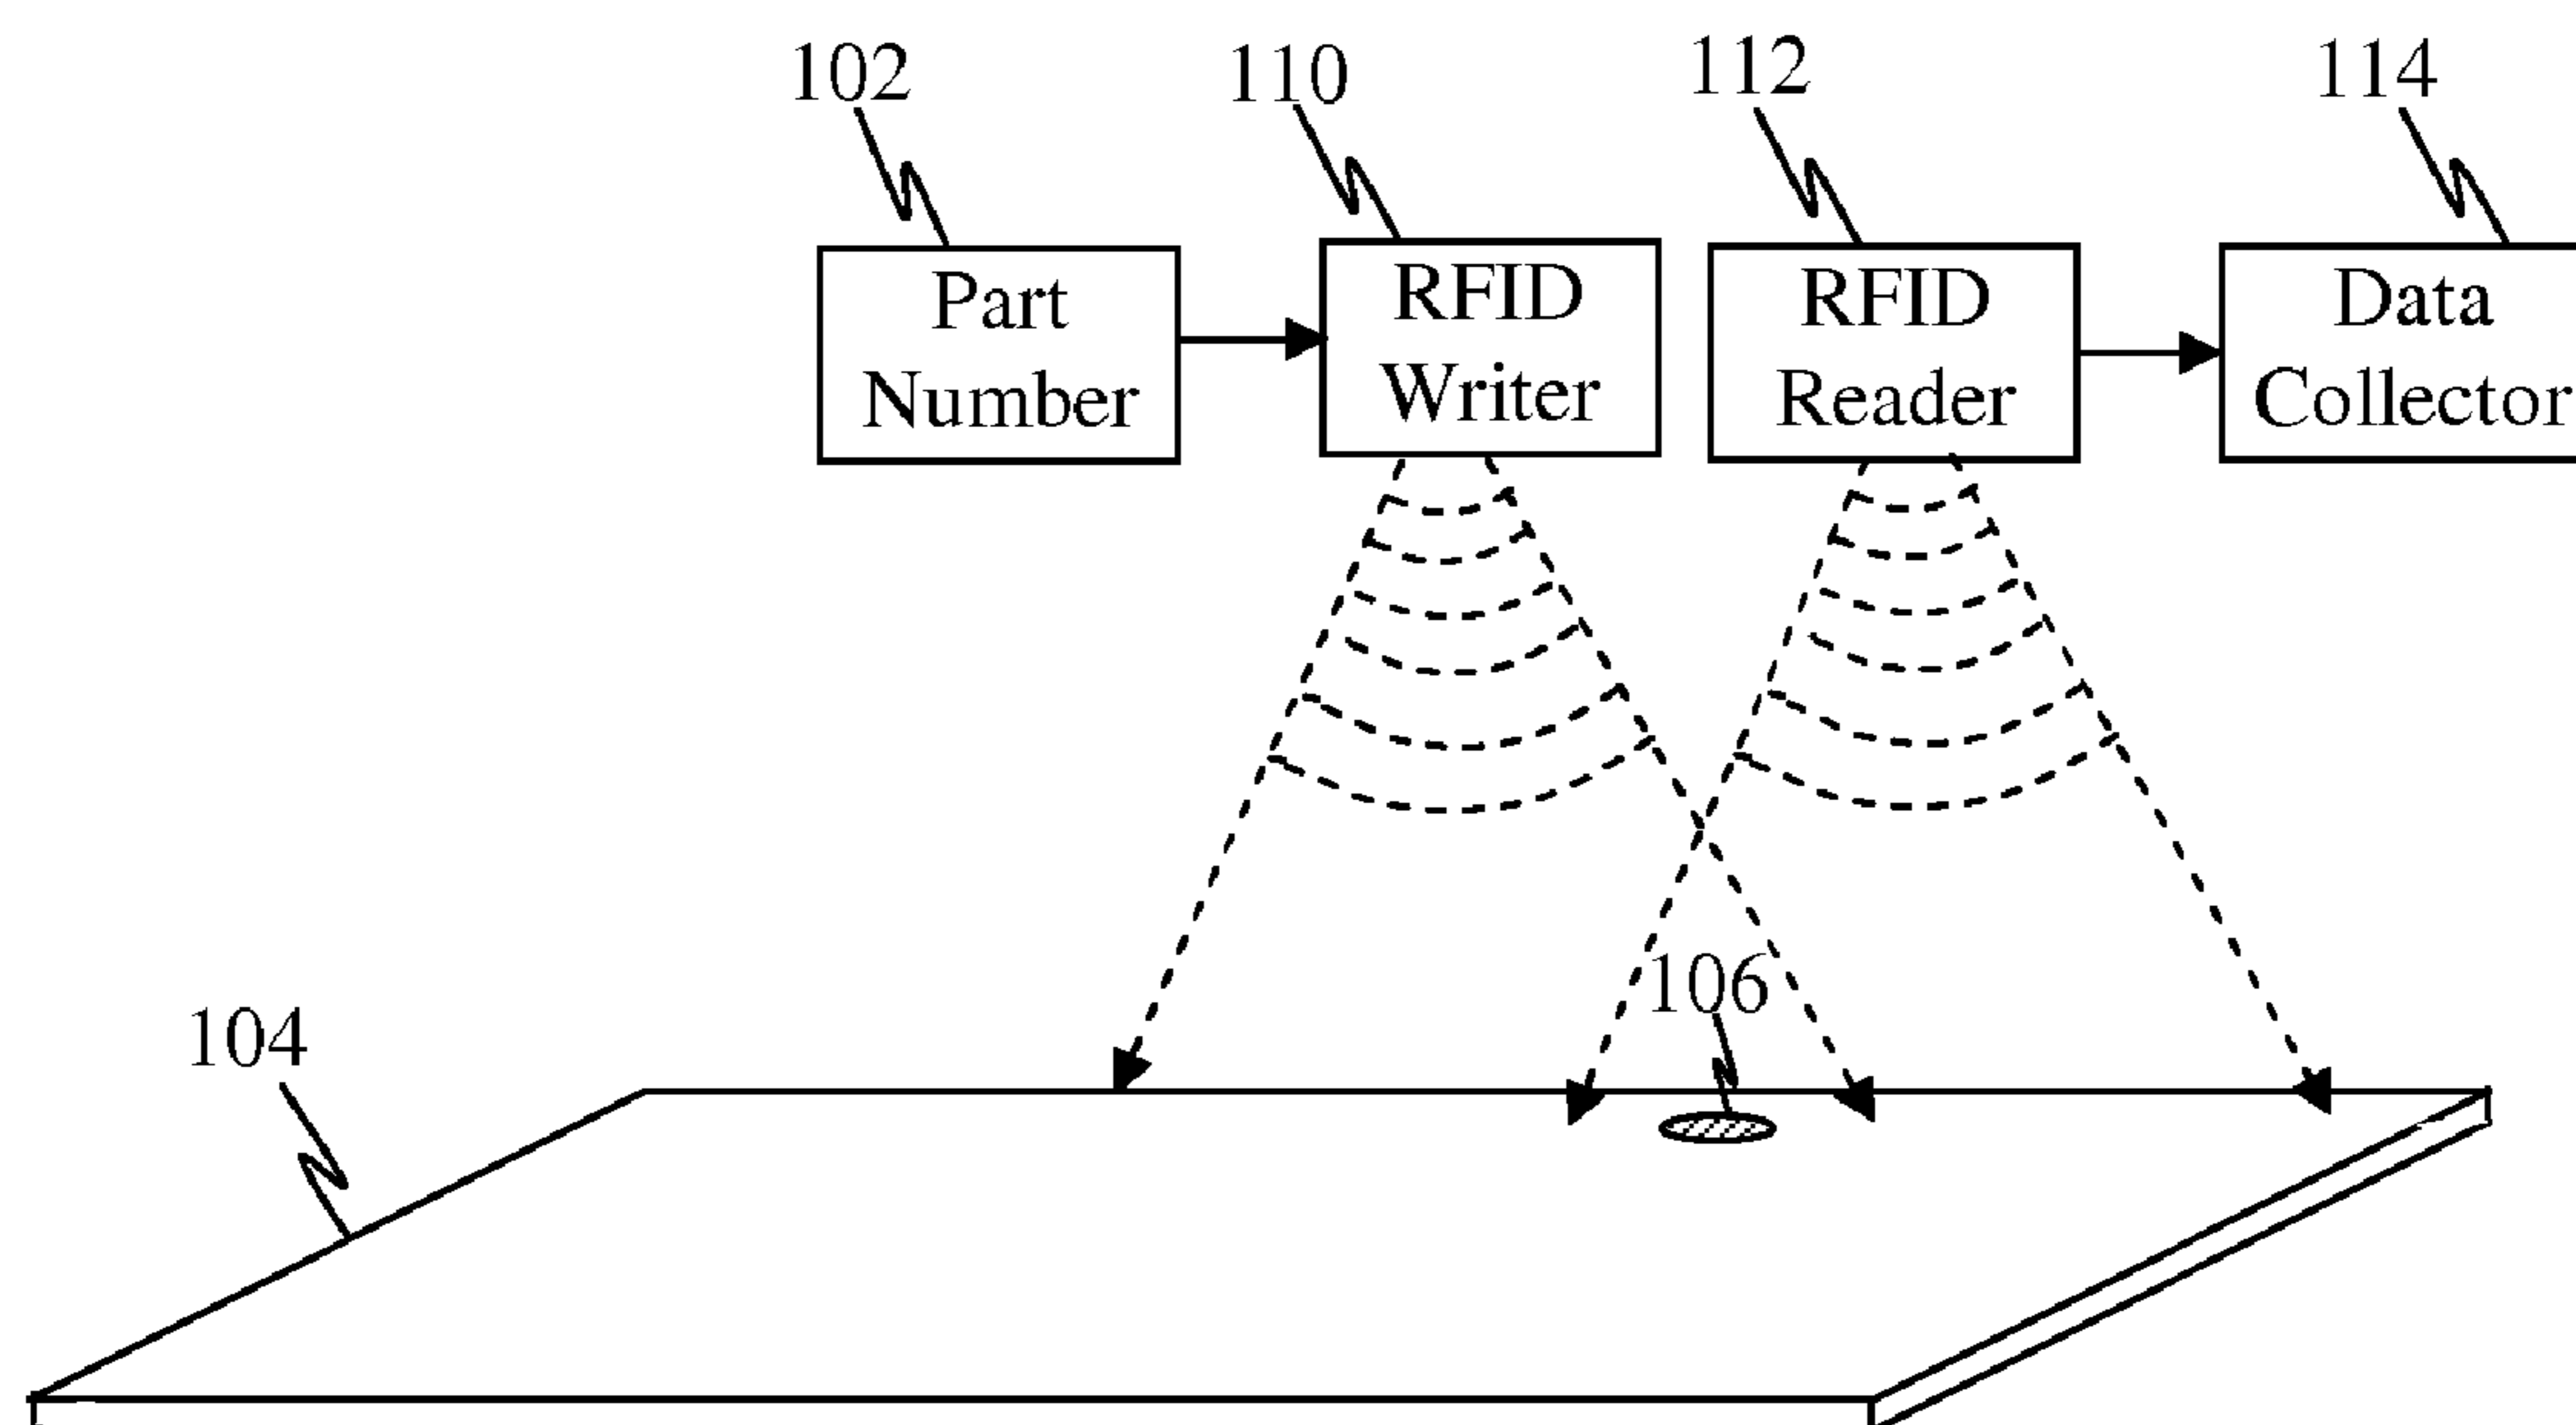 102
110
112
114
Part
Number
RFID
Writer
RFID
Reader
Data
Collector
106
104